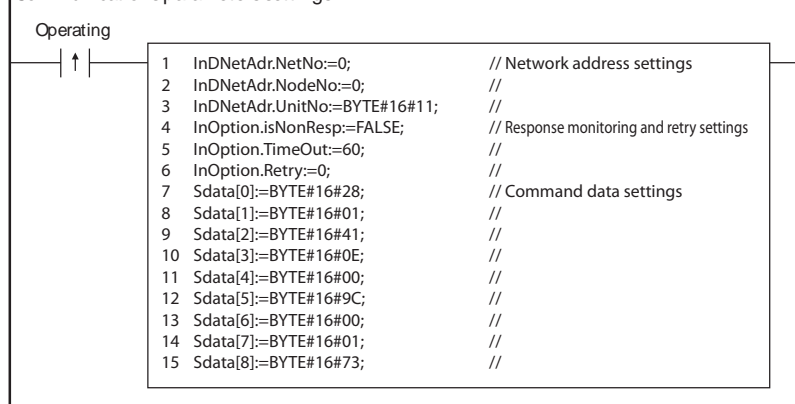 Operating
1 InDNetAdr.NetNo:=0; // Network address settings
2 InDNetAdr.NodeNo:=0; //
3 InDNetAdr.UnitNo:=BYTE#16#11; //
4 InOption.isNonResp:=FALSE; // Response monitoring and retry settings
5 InOption.TimeOut:=60; //
6 InOption.Retry:=0; //
7 Sdata[0]:=BYTE#16#28; // Command data settings
8 Sdata[1]:=BYTE#16#01; //
9 Sdata[2]:=BYTE#16#41; //
10 Sdata[3]:=BYTE#16#0E; //
11 Sdata[4]:=BYTE#16#00; //
12 Sdata[5]:=BYTE#16#9C; //
13 Sdata[6]:=BYTE#16#00; //
14 Sdata[7]:=BYTE#16#01; //
15 Sdata[8]:=BYTE#16#73; //